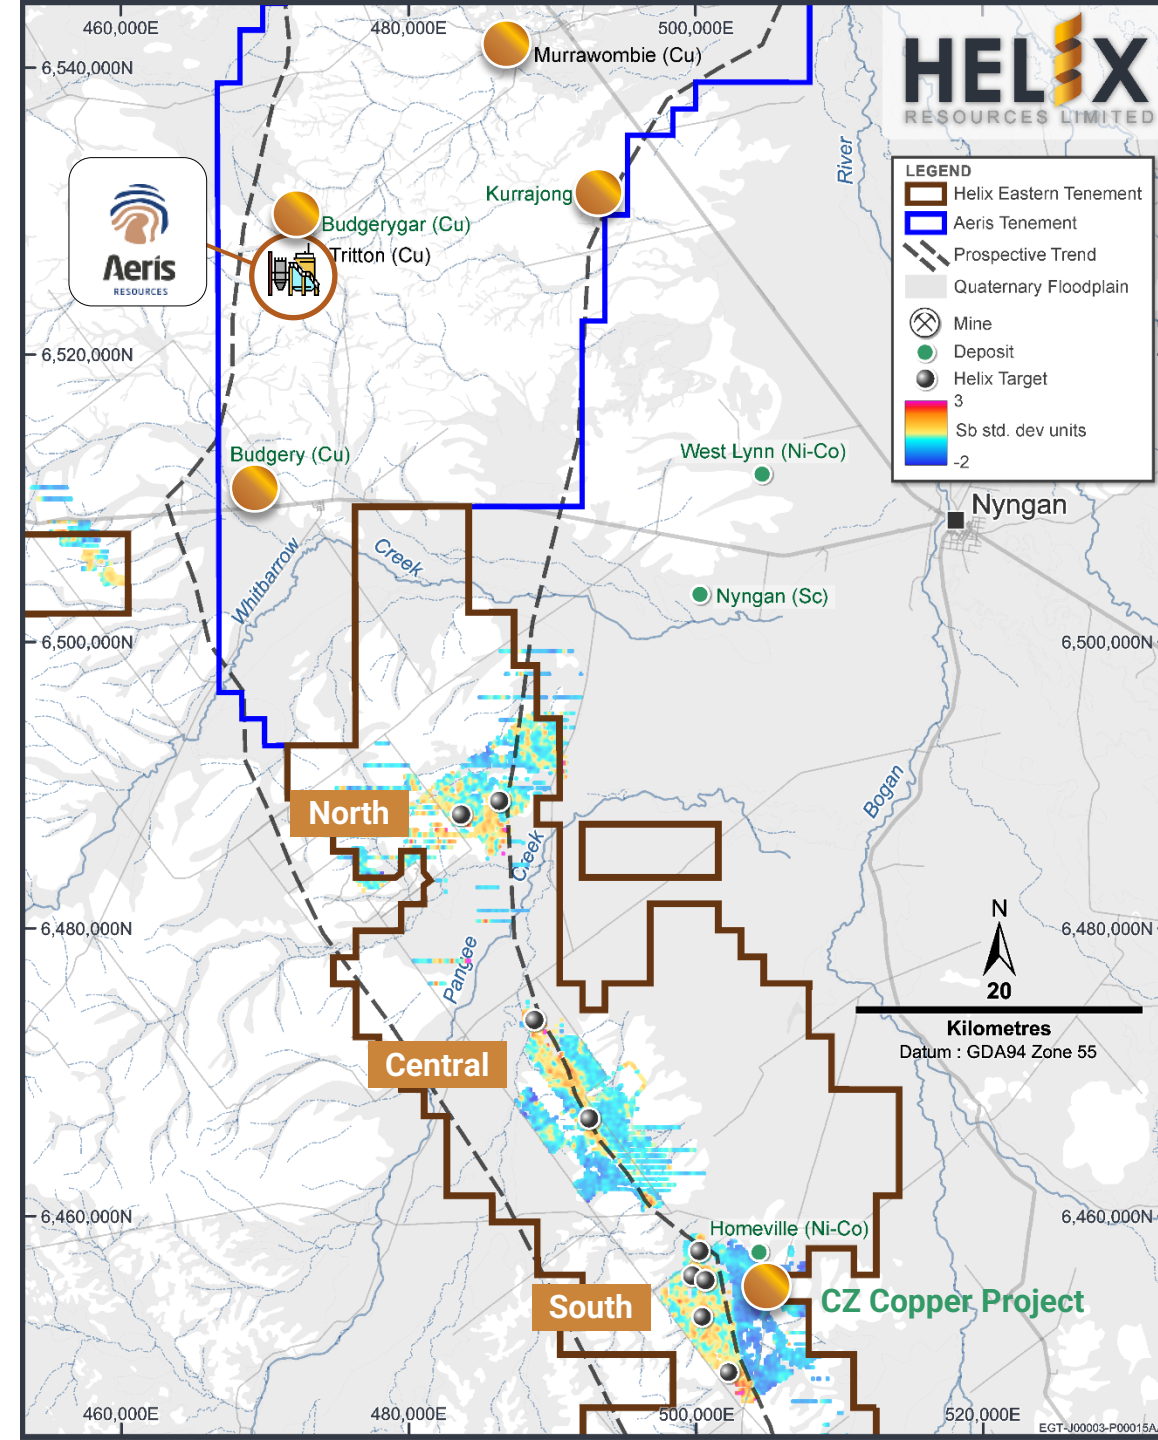 460,000E
480,000E
500,000E
HELIX
RESOURCES LIMITED
Murrawombie (Cu)
6,540,000N
River
LEGEND
Helix Eastern Tenement
Aeris Tenement
Prospective Trend
Quaternary Floodplain
Mine
Deposit
Helix Target
3
Sb std. dev units
-2
Kurrajong
Budgerygar (Cu)
Tritton (Cu)
Aeris
RESOURCES
6,520,000N
Budgery (Cu)
West Lynn (Ni-Co)
Nyngan
Creek
Whitbarrow
Nyngan (Sc)
6,500,000N
6,500,000N
Bogan
North
Creek
6,480,000N
6,480,000N
Pangee
N
20
Kilometres
Datum : GDA94 Zone 55
Central
6,460,000N
6,460,000N
Homeville (Ni-Co)
CZ Copper Project
South
460,000E
480,000E
500,000E
520,000E
EGT-J00003-P00015A